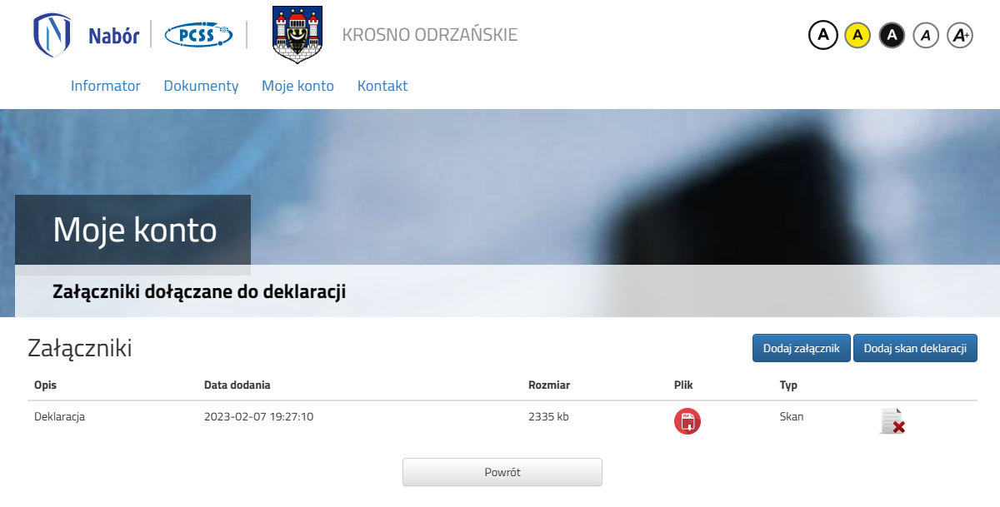 Nabór PCSS KROSNO ODRZAŃSKIE A A A A A+
Informator Dokumenty Moje konto Kontakt
Moje konto
Załączniki dołączane do deklaracji
Załączniki Dodaj załącznik Dodaj skan deklaracji
Opis Data dodania Rozmiar Plik Typ
Deklaracja 2023-02-07 19:27:10 2335 kb PDF Skan
Powrót